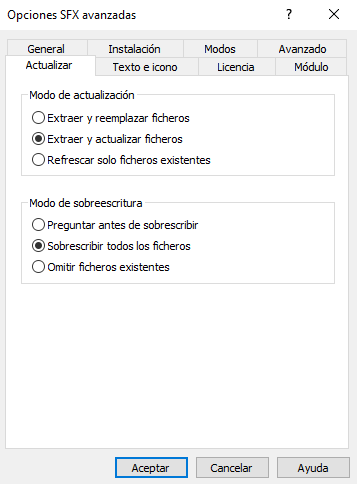 Opciones SFX avanzadas
?
General Instalación Modos Avanzado
Actualizar Texto e icono Licencia Módulo
Modo de actualización
Extraer y reemplazar ficheros
Extraer y actualizar ficheros
Refrescar solo ficheros existentes
Modo de sobreescritura
Preguntar antes de sobrescribir
Sobrescribir todos los ficheros
Omitir ficheros existentes
Aceptar Cancelar Ayuda